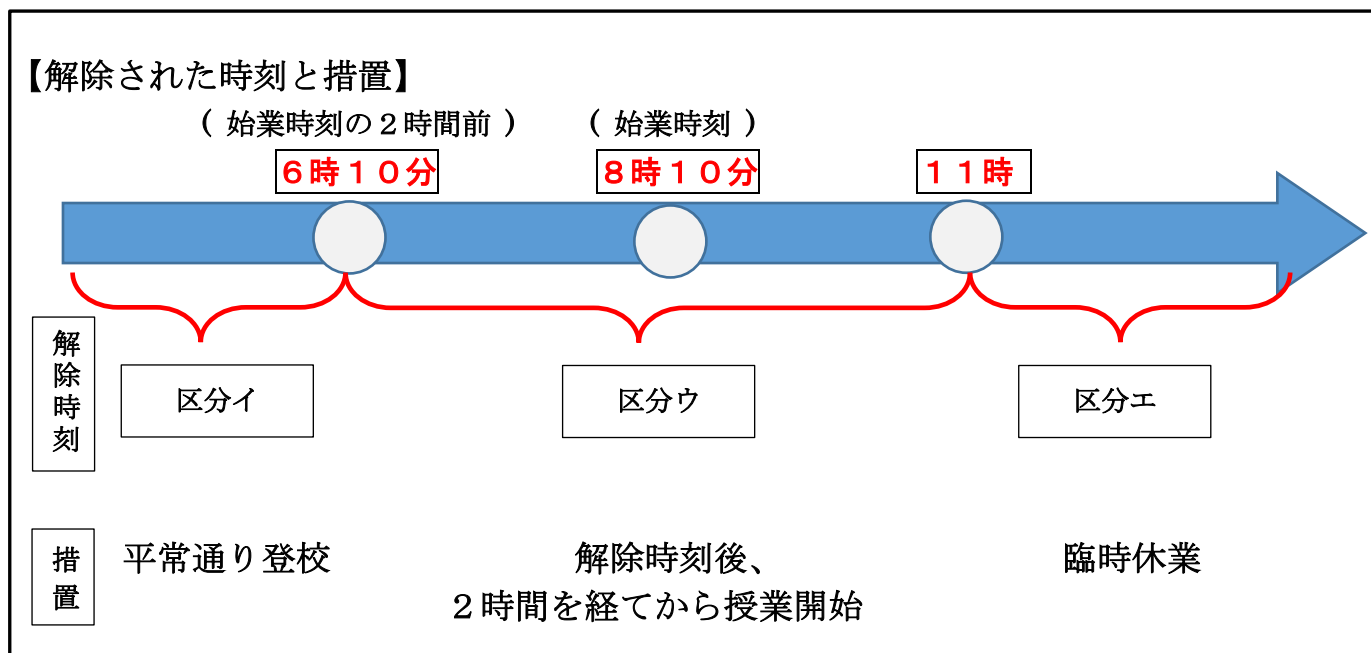 【解除された時刻と措置】
（ 始業時刻の２時間前 ） （ 始業時刻 ）
６時１０分 ８時１０分 １１時
解除時刻
区分イ 区分ウ 区分エ
措置
平常通り登校 解除時刻後、 臨時休業
２時間を経てから授業開始